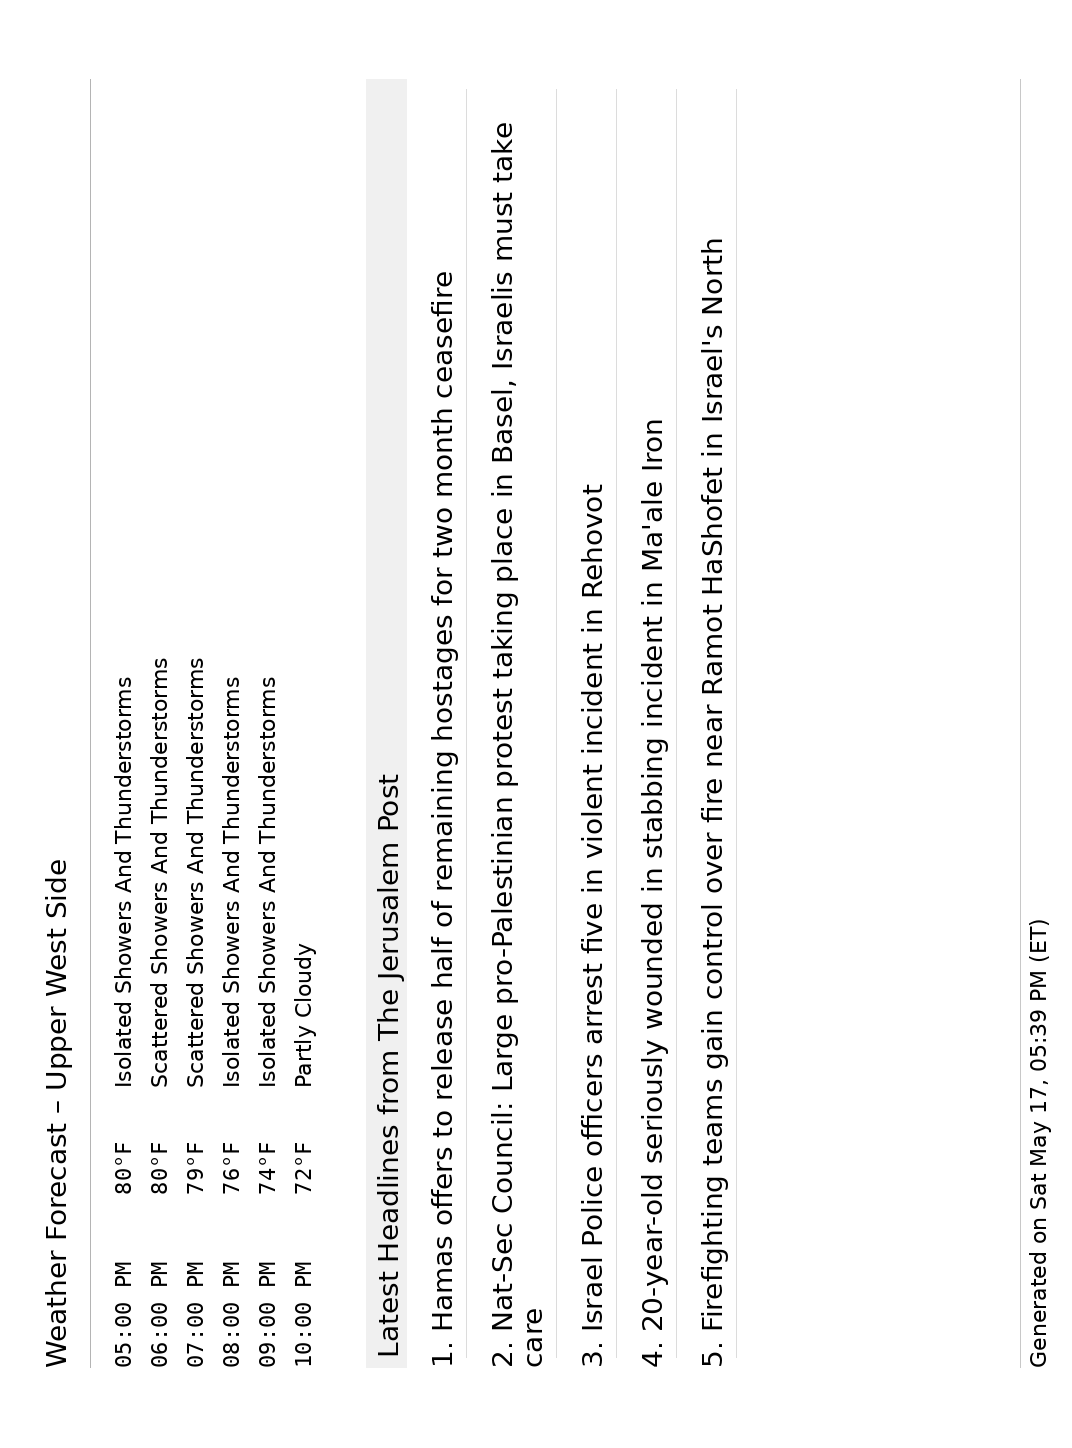 Weather Forecast – Upper West Side
05:00 PM 80°F Isolated Showers And Thunderstorms
06:00 PM 80°F Scattered Showers And Thunderstorms
07:00 PM 79°F Scattered Showers And Thunderstorms
08:00 PM 76°F Isolated Showers And Thunderstorms
09:00 PM 74°F Isolated Showers And Thunderstorms
10:00 PM 72°F Partly Cloudy
Latest Headlines from The Jerusalem Post
1. Hamas offers to release half of remaining hostages for two month ceasefire
2. Nat-Sec Council: Large pro-Palestinian protest taking place in Basel, Israelis must take
care
3. Israel Police officers arrest five in violent incident in Rehovot
4. 20-year-old seriously wounded in stabbing incident in Ma'ale Iron
5. Firefighting teams gain control over fire near Ramot HaShofet in Israel's North
Generated on Sat May 17, 05:39 PM (ET)